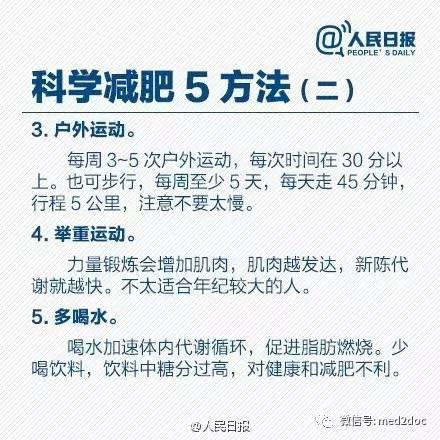 @人民日报
PEOPLE'S DAILY
科学减肥 5 方法（二）
3. 户外运动。
每周 3~5 次户外运动，每次时间在 30 分以
上。也可步行，每周至少 5 天，每天走 45 分钟，
行程 5 公里，注意不要太慢。
4. 举重运动。
力量锻炼会增加肌肉，肌肉越发达，新陈代
谢就越快。不太适合年纪较大的人。
5. 多喝水。
喝水加速体内代谢循环，促进脂肪燃烧。少
喝饮料，饮料中糖分过高，对健康和减肥不利。
@人民日报
微信号: med2doc